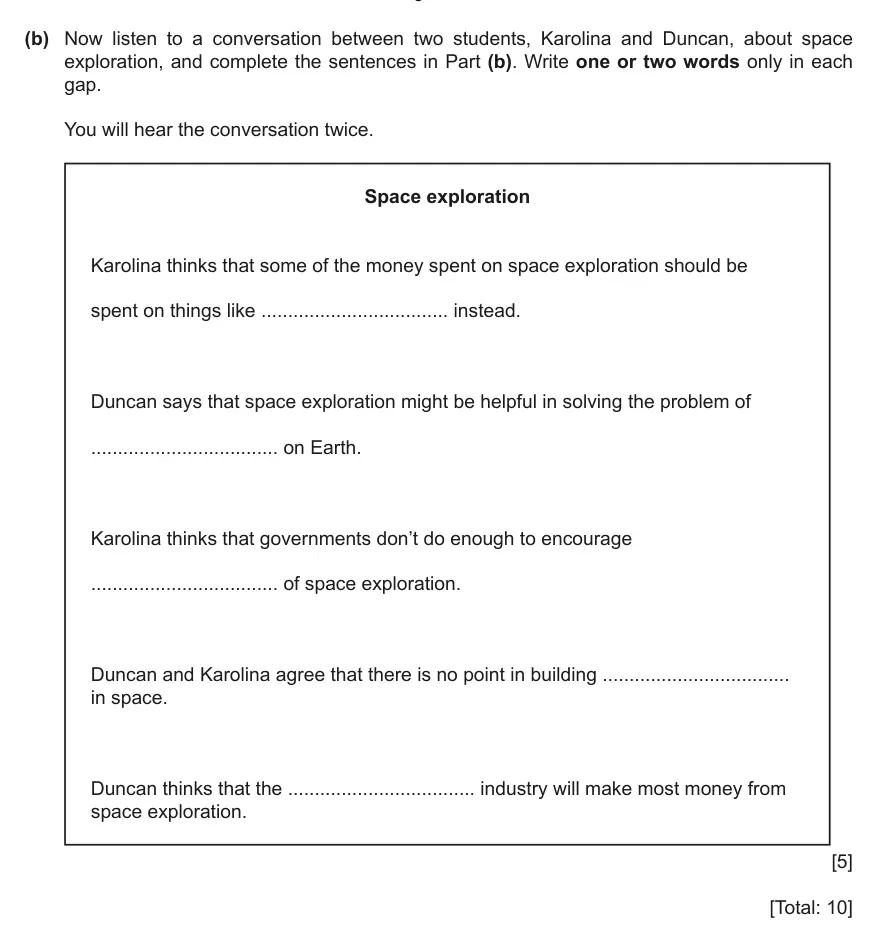 (b) Now listen to a conversation between two students, Karolina and Duncan, about space
exploration, and complete the sentences in Part (b). Write one or two words only in each
gap.
You will hear the conversation twice.
Space exploration
Karolina thinks that some of the money spent on space exploration should be
spent on things like ................................... instead.
Duncan says that space exploration might be helpful in solving the problem of
................................... on Earth.
Karolina thinks that governments don't do enough to encourage
................................... of space exploration.
Duncan and Karolina agree that there is no point in building ...................................
in space.
Duncan thinks that the ................................... industry will make most money from
space exploration.
[5]
[Total: 10]